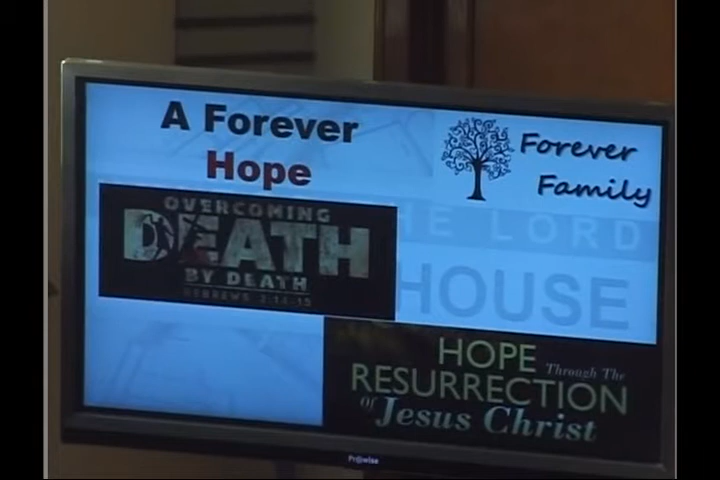 A Forever
Hope
Forever
Family
OVERCOMING
DEATH
BY DEATH
HEBREWS 2:14-15
HE LORD
HOUSE
HOPE Through The
RESURRECTION
Of Jesus Christ
Prowise